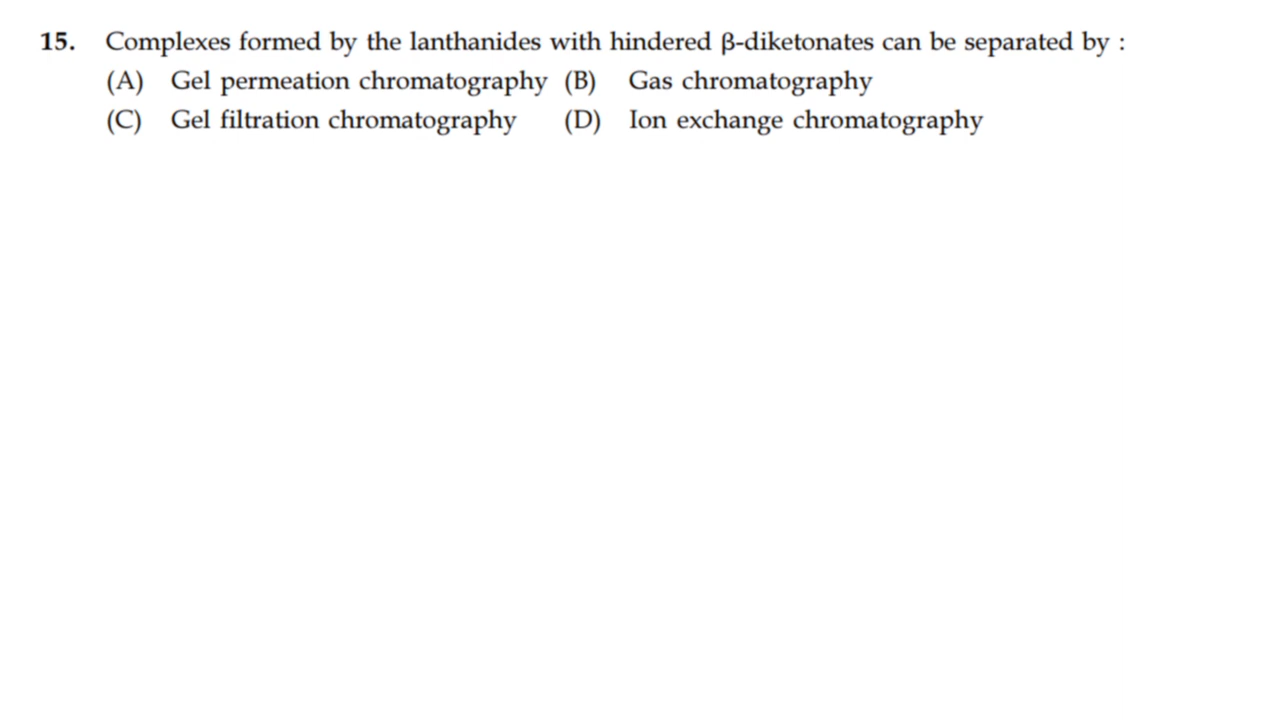 15. Complexes formed by the lanthanides with hindered β-diketonates can be separated by :
(A) Gel permeation chromatography (B) Gas chromatography
(C) Gel filtration chromatography (D) Ion exchange chromatography